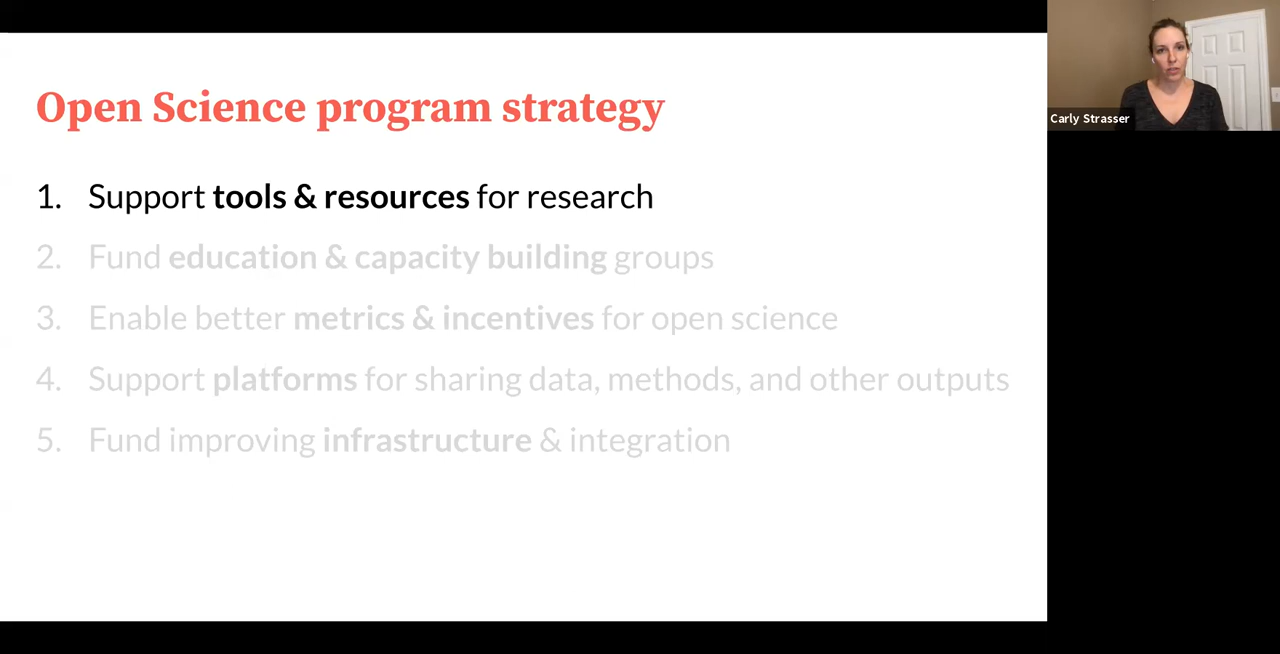 Open Science program strategy
1. Support tools & resources for research
2. Fund education & capacity building groups
3. Enable better metrics & incentives for open science
4. Support platforms for sharing data, methods, and other outputs
5. Fund improving infrastructure & integration
Carly Strasser